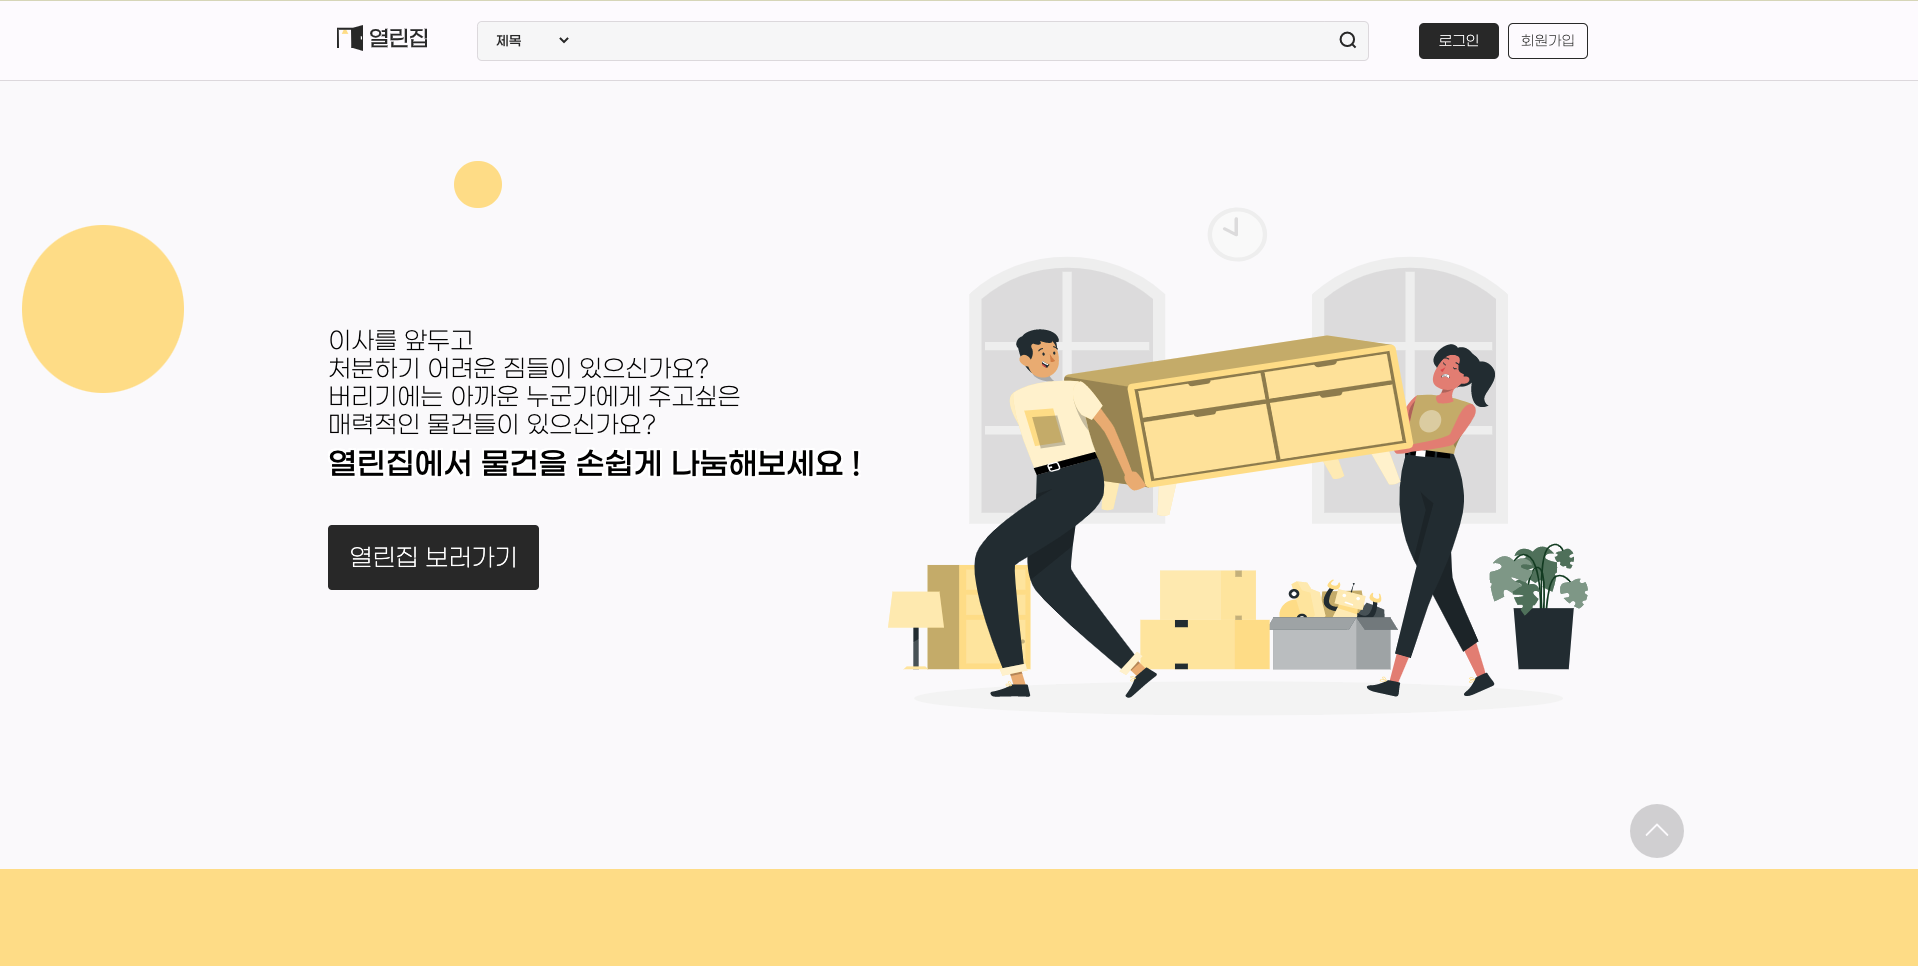 열린집
제목
로그인
회원가입
이사를 앞두고
처분하기 어려운 짐들이 있으신가요?
버리기에는 아까운 누군가에게 주고싶은
매력적인 물건들이 있으신가요?
열린집에서 물건을 손쉽게 나눔해보세요 !
열린집 보러가기